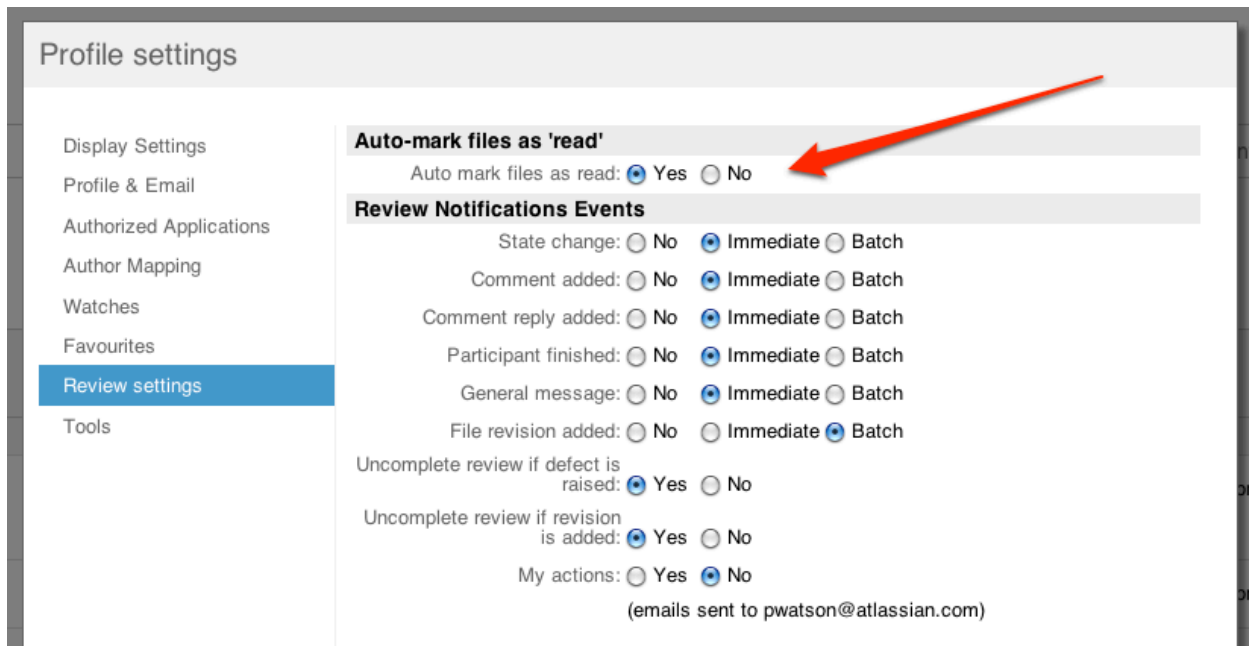 Profile settings
Display Settings
Profile & Email
Authorized Applications
Author Mapping
Watches
Favourites
Review settings
Tools
Auto-mark files as 'read'
Auto mark files as read: Yes No
Review Notifications Events
State change: No Immediate Batch
Comment added: No Immediate Batch
Comment reply added: No Immediate Batch
Participant finished: No Immediate Batch
General message: No Immediate Batch
File revision added: No Immediate Batch
Uncomplete review if defect is
raised: Yes No
Uncomplete review if revision
is added: Yes No
My actions: Yes No
(emails sent to pwatson@atlassian.com)